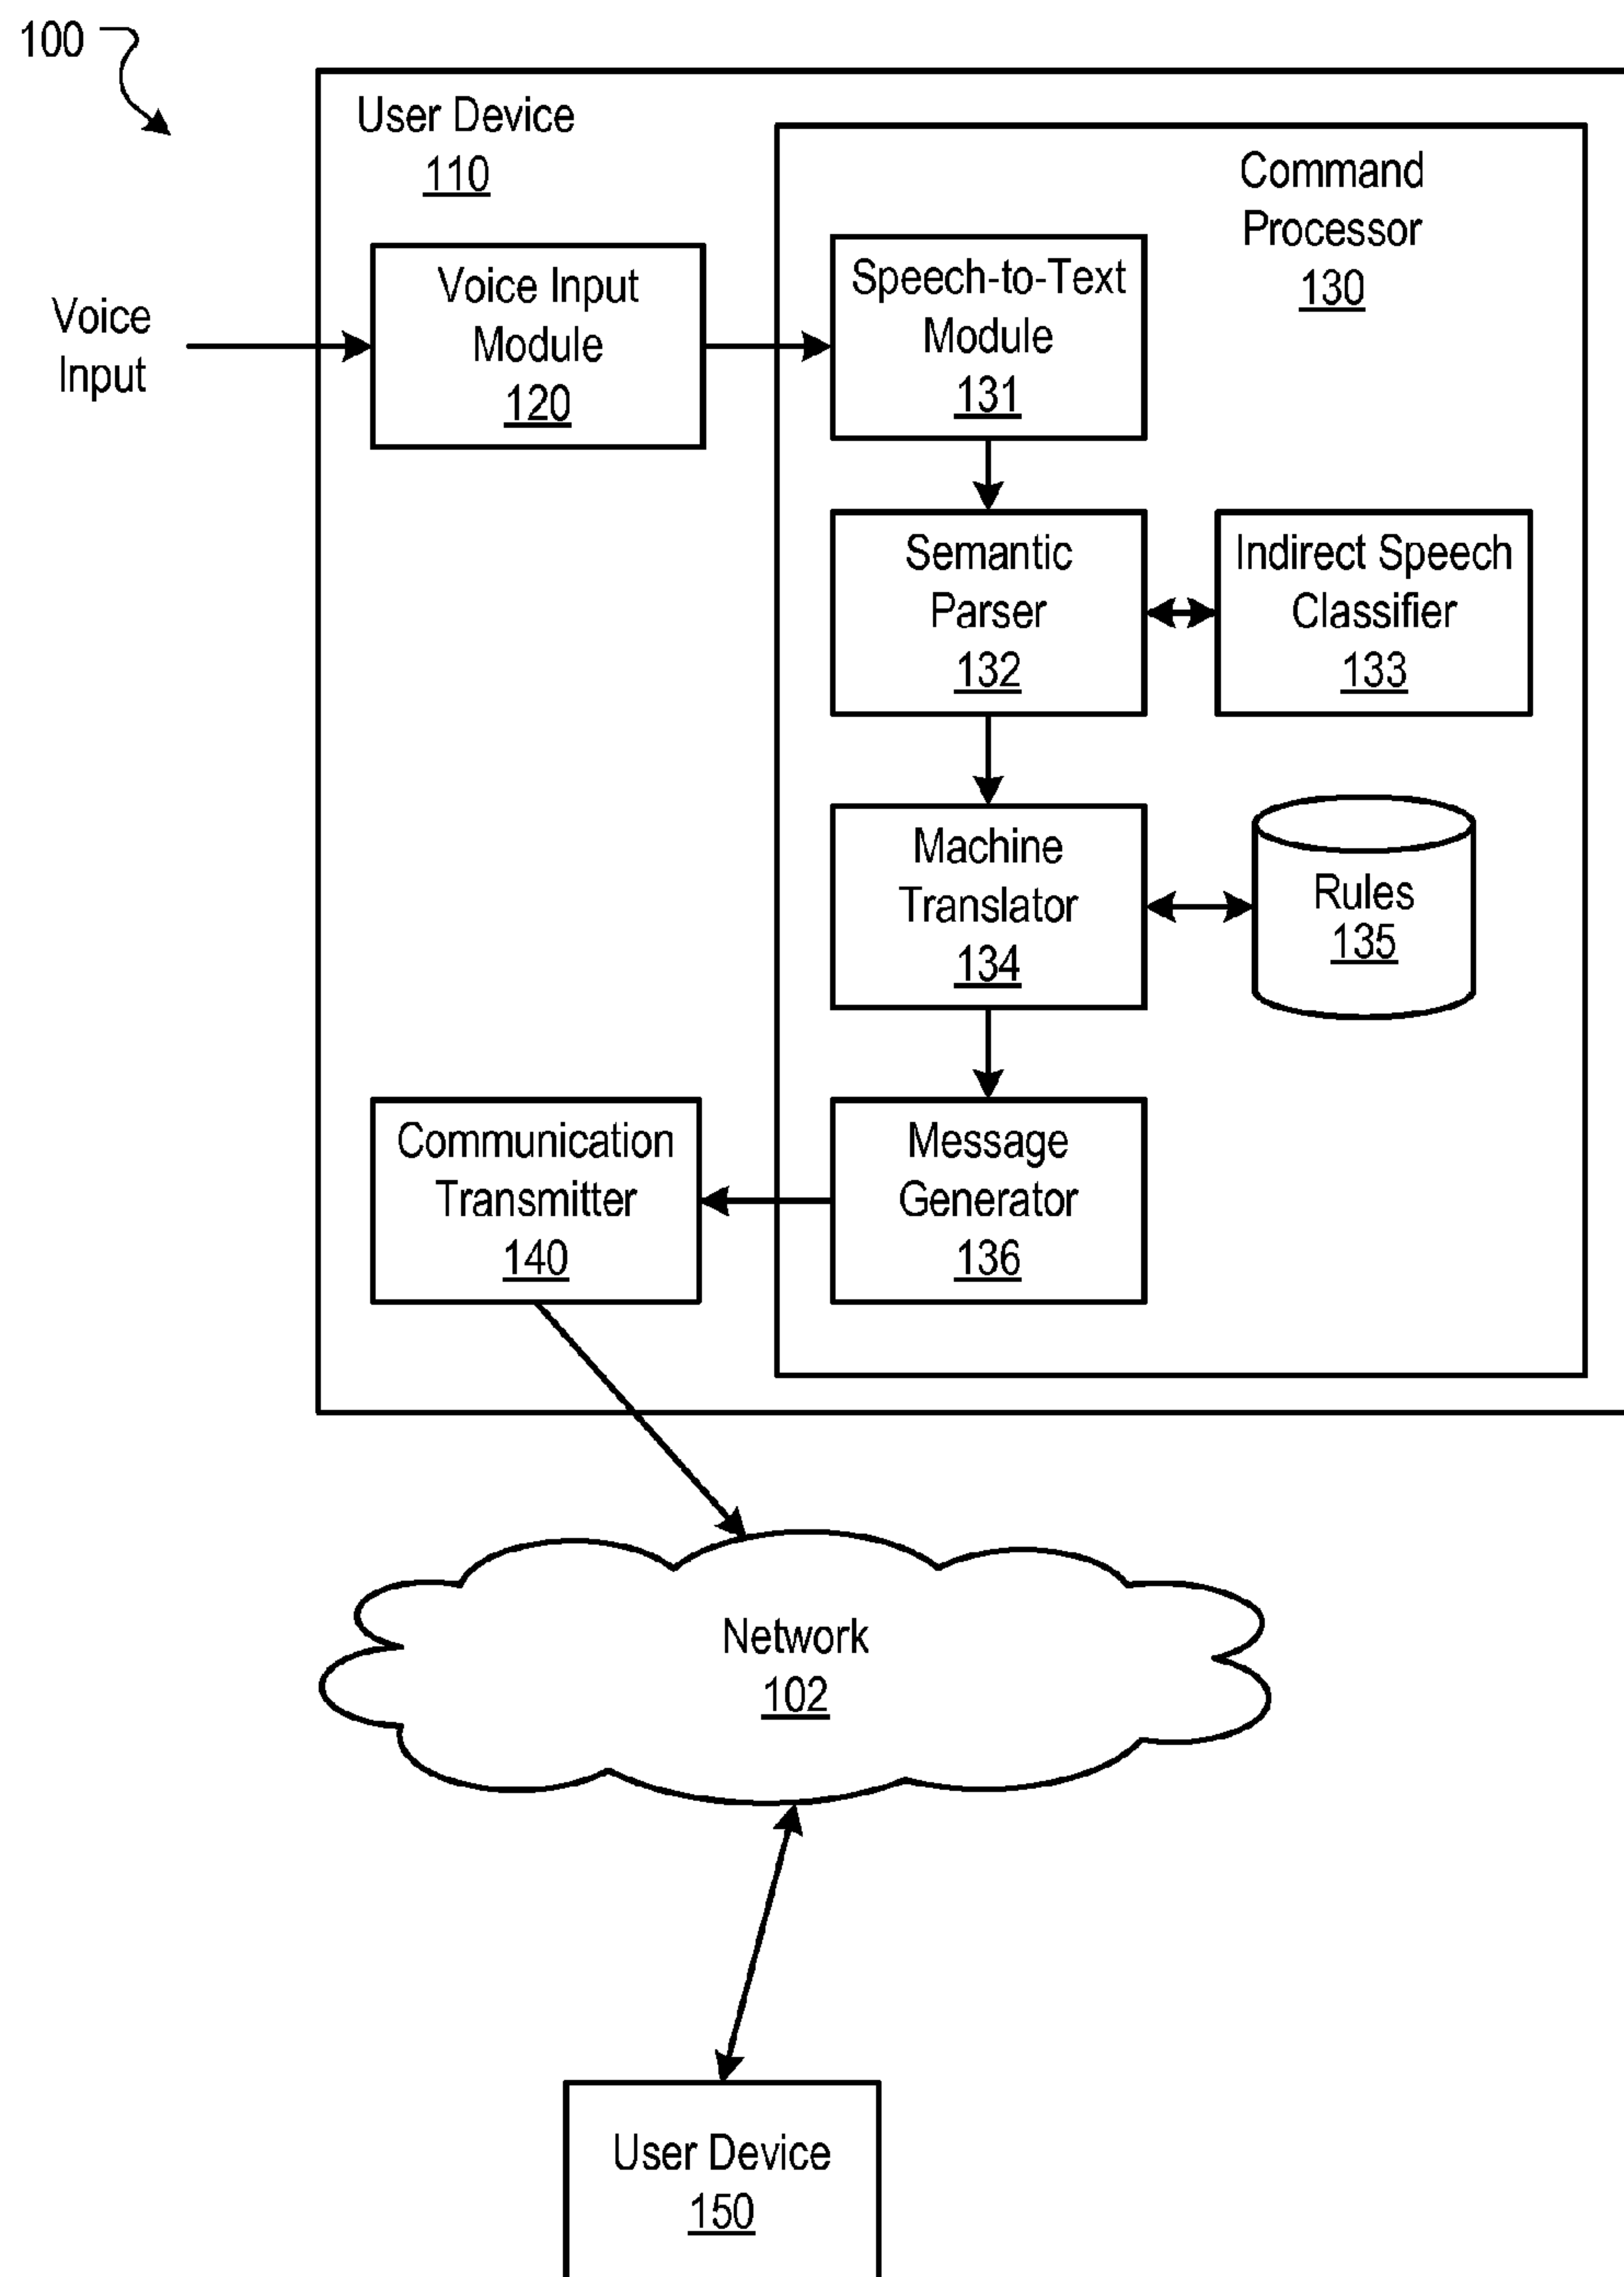 100
User Device
110
Command
Processor
130
Voice
Input
Voice Input
Module
120
Speech-to-Text
Module
131
Semantic
Parser
132
Indirect Speech
Classifier
133
Machine
Translator
134
Rules
135
Communication
Transmitter
140
Message
Generator
136
Network
102
User Device
150